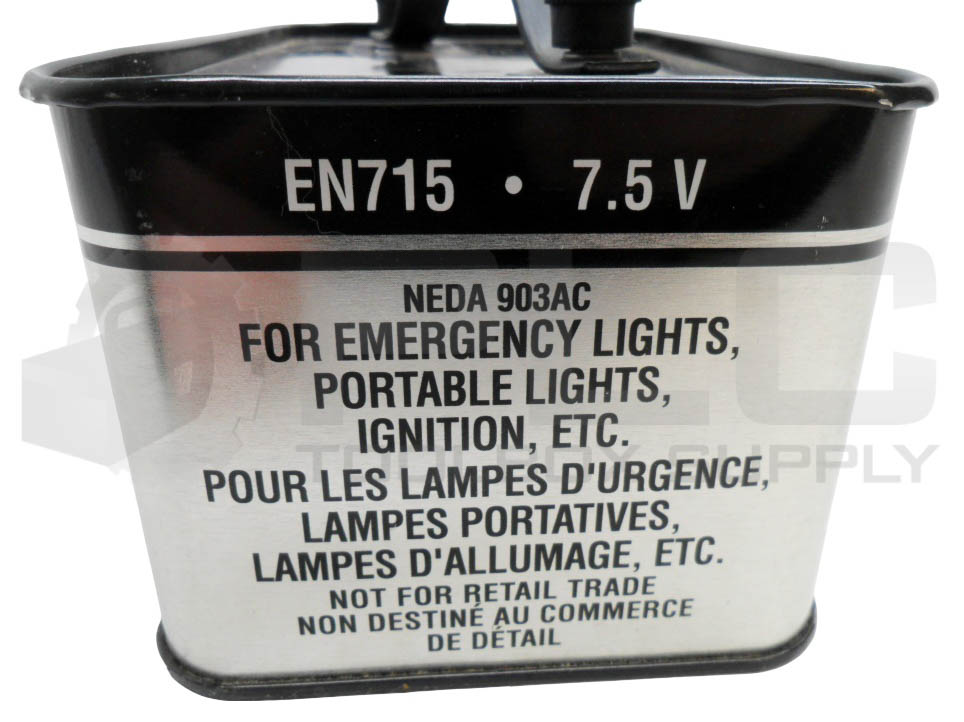 EN715 • 7.5 V
NEDA 903AC
FOR EMERGENCY LIGHTS,
PORTABLE LIGHTS,
IGNITION, ETC.
POUR LES LAMPES D'URGENCE,
LAMPES PORTATIVES,
LAMPES D'ALLUMAGE, ETC.
NOT FOR RETAIL TRADE
NON DESTINÉ AU COMMERCE
DE DÉTAIL
PLC
TOOLBOX SUPPLY